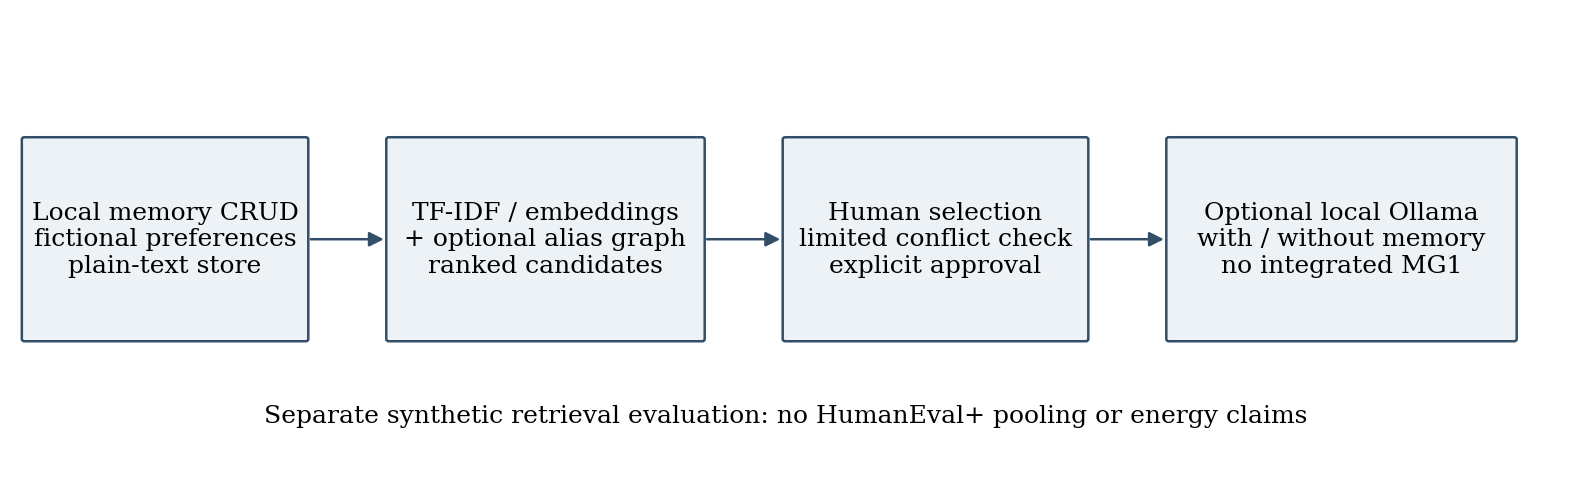 Local memory CRUD
fictional preferences
plain-text store
TF-IDF / embeddings
+ optional alias graph
ranked candidates
Human selection
limited conflict check
explicit approval
Optional local Ollama
with / without memory
no integrated MG1
Separate synthetic retrieval evaluation: no HumanEval+ pooling or energy claims